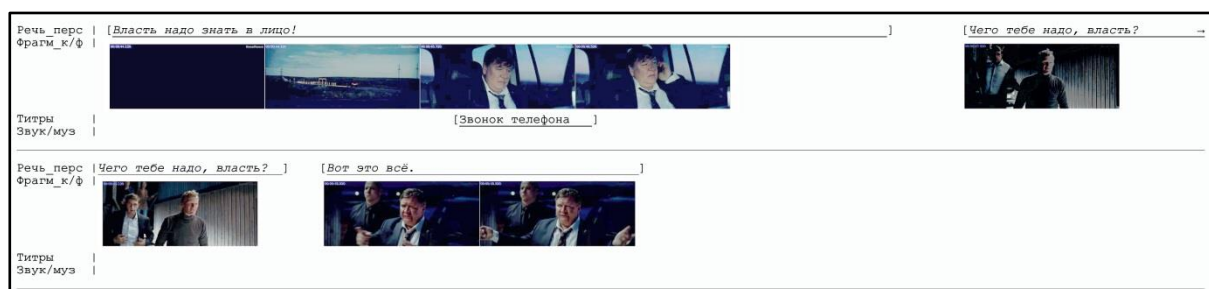 Речь_перс | [Власть надо знать в лицо! ] [Чего тебе надо, власть? →
Фрагм_к/ф |
Титры |
[Звонок телефона ]
Звук/муз |
Речь_перс |Чего тебе надо, власть? ] [Вот это всё. ]
Фрагм_к/ф |
Титры |
Звук/муз |